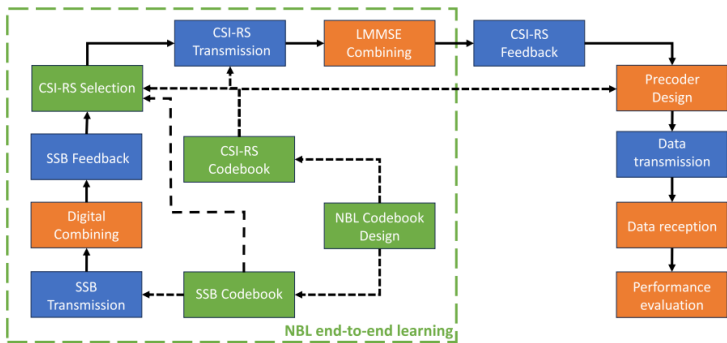 CSI-RS
Transmission
LMMSE
Combining
CSI-RS
Feedback
CSI-RS Selection
Precoder
Design
SSB Feedback
CSI-RS
Codebook
Data
transmission
Digital
Combining
NBL Codebook
Design
Data reception
SSB
Transmission
SSB Codebook
Performance
evaluation
NBL end-to-end learning